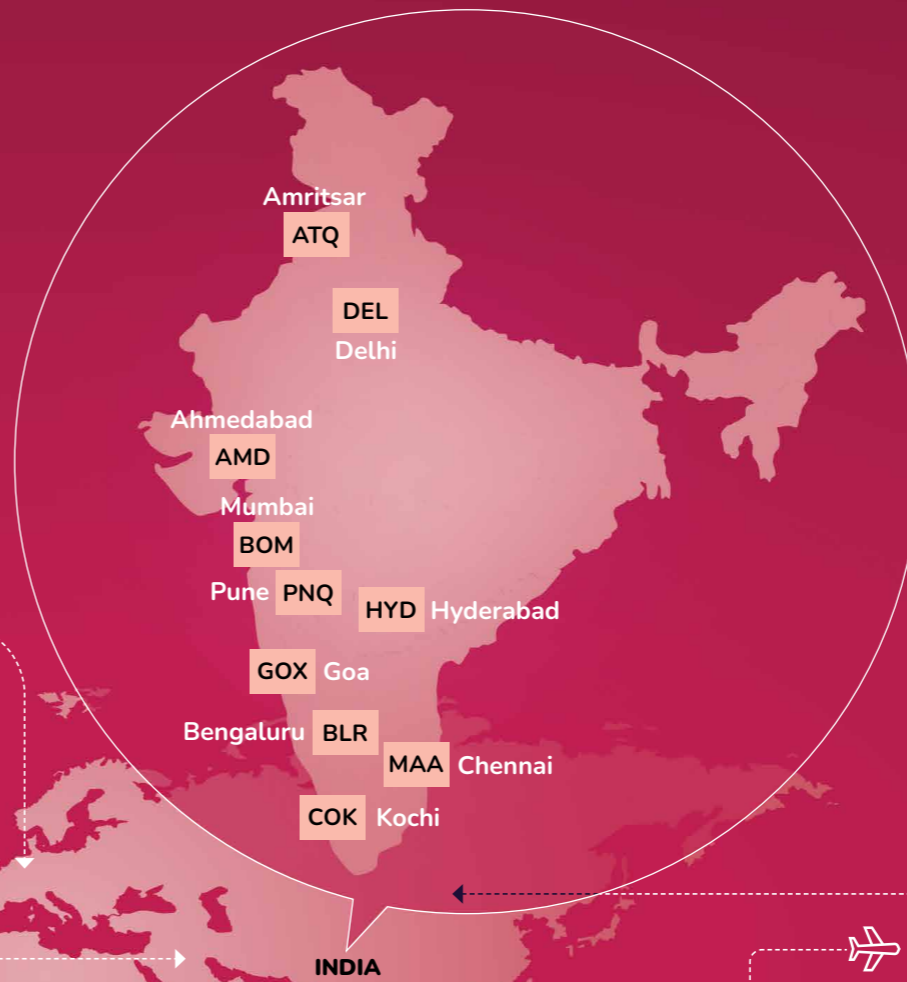 Amritsar
ATQ
DEL
Delhi
Ahmedabad
AMD
Mumbai
BOM
Pune PNQ
HYD Hyderabad
GOX Goa
Bengaluru BLR
MAA Chennai
COK Kochi
INDIA